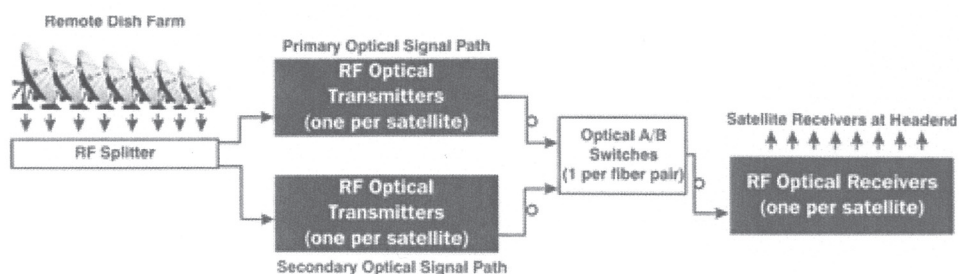 Remote Dish Farm
RF Splitter
Primary Optical Signal Path
RF Optical
Transmitters
(one per satellite)
RF Optical
Transmitters
(one per satellite)
Secondary Optical Signal Path
Optical A/B
Switches
(1 per fiber pair)
Satellite Receivers at Headend
RF Optical Receivers
(one per satellite)